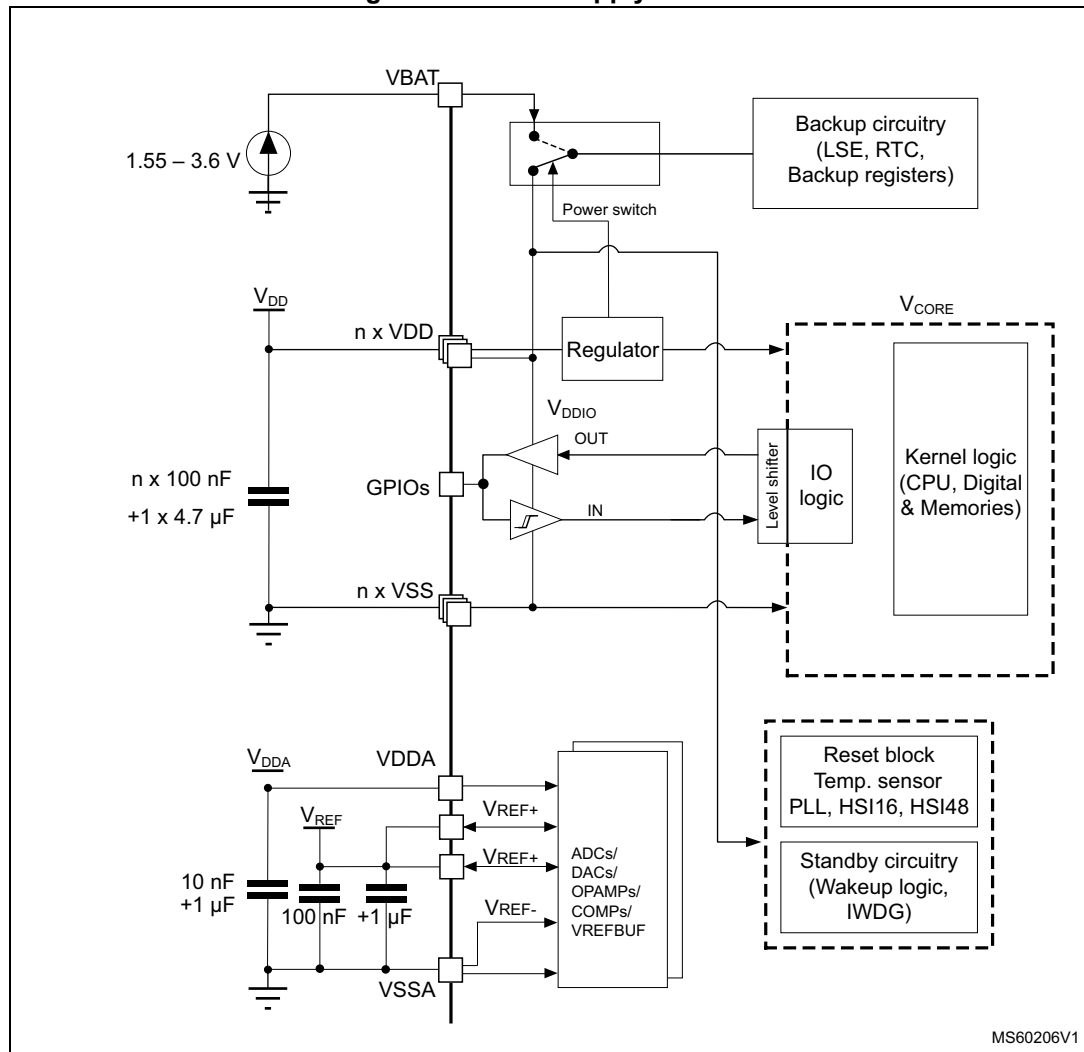 VBAT
1.55 – 3.6 V
Backup circuitry
(LSE, RTC,
Backup registers)
Power switch
VDD
n x VDD
Regulator
VCORE
VDDIO
OUT
n x 100 nF
+1 x 4.7 µF
GPIOs
IN
Level shifter
IO
logic
Kernel logic
(CPU, Digital
& Memories)
n x VSS
VDDA
VDDA
VREF+
VREF
VREF+
10 nF
+1 µF
100 nF
+1 µF
VREF-
VSSA
ADCs/
DACs/
OPAMPs/
COMPs/
VREFBUF
Reset block
Temp. sensor
PLL, HSI16, HSI48
Standby circuitry
(Wakeup logic,
IWDG)
MS60206V1